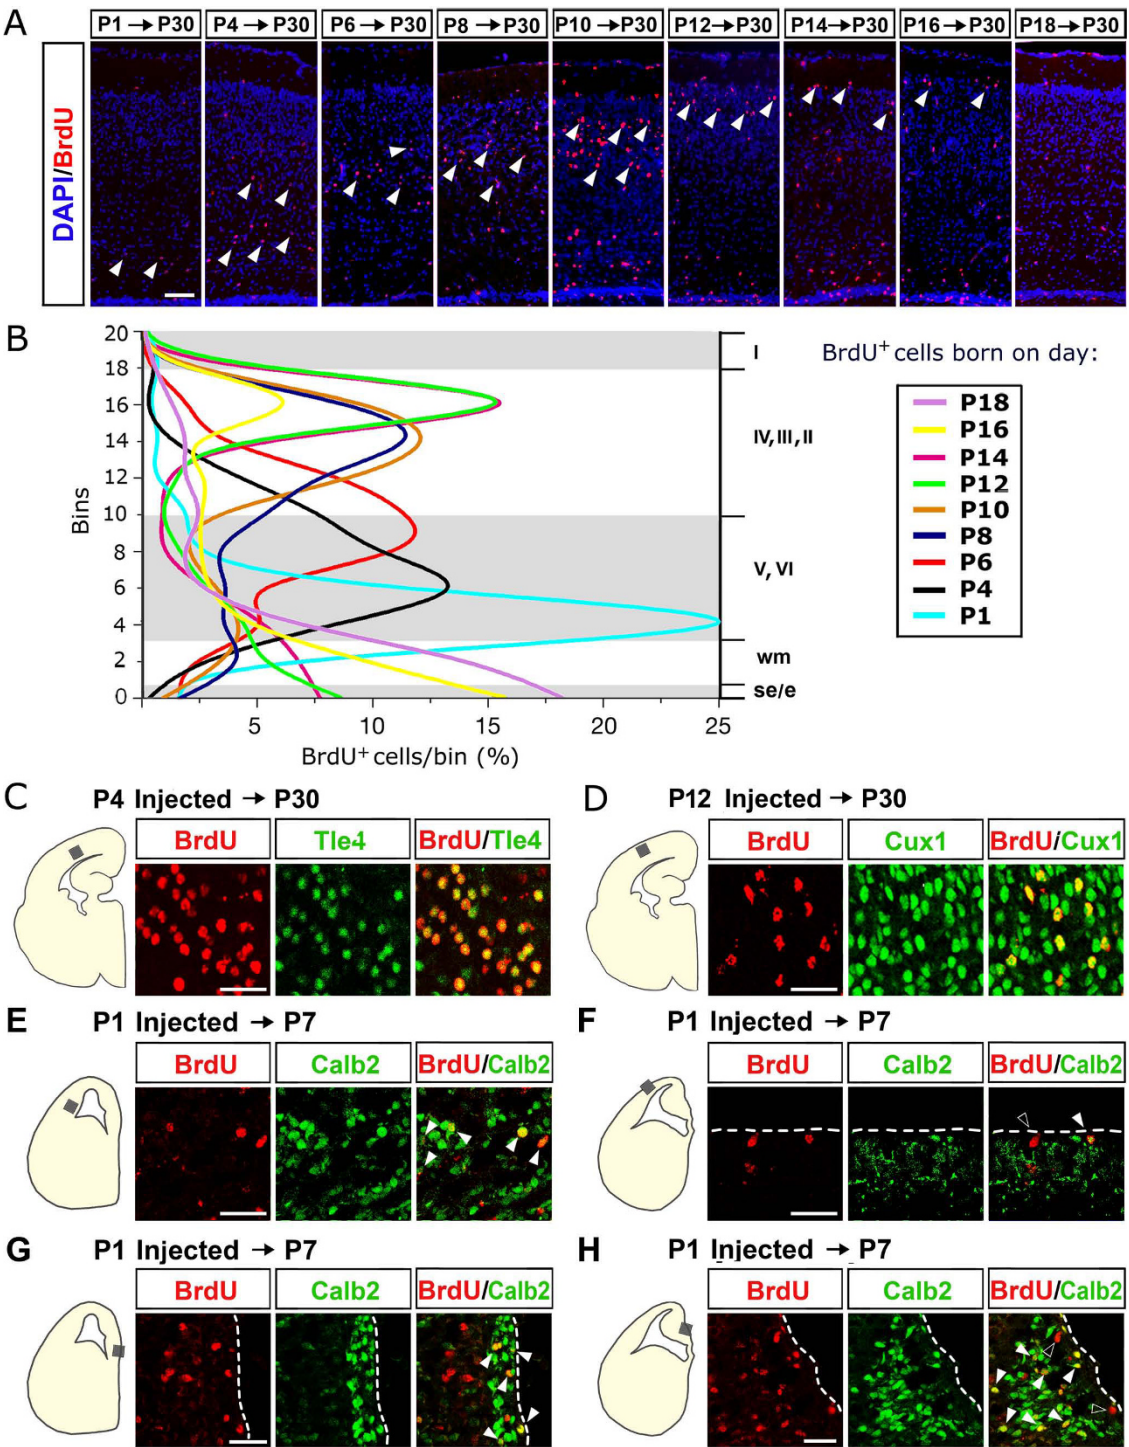 A
P1 → P30 P4 → P30 P6 → P30 P8 → P30 P10 → P30 P12 → P30 P14 → P30 P16 → P30 P18 → P30
DAPI/BrdU
B
Bins
20
18
16
14
12
10
8
6
4
2
0
5 10 15 20 25
BrdU+ cells/bin (%)
I
IV, III, II
V, VI
wm
se/e
BrdU+ cells born on day:
P18
P16
P14
P12
P10
P8
P6
P4
P1
C P4 Injected → P30
BrdU Tle4 BrdU/Tle4
D P12 Injected → P30
BrdU Cux1 BrdU/Cux1
E P1 Injected → P7
BrdU Calb2 BrdU/Calb2
F P1 Injected → P7
BrdU Calb2 BrdU/Calb2
G P1 Injected → P7
BrdU Calb2 BrdU/Calb2
H P1 Injected → P7
BrdU Calb2 BrdU/Calb2